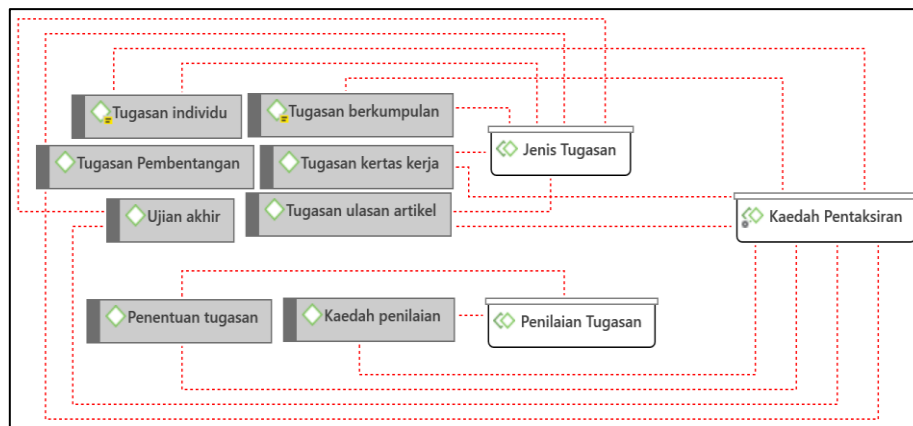 Tugasan individu
Tugasan berkumpulan
Jenis Tugasan
Tugasan Pembentangan
Tugasan kertas kerja
Ujian akhir
Tugasan ulasan artikel
Kaedah Pentaksiran
Penentuan tugasan
Kaedah penilaian
Penilaian Tugasan